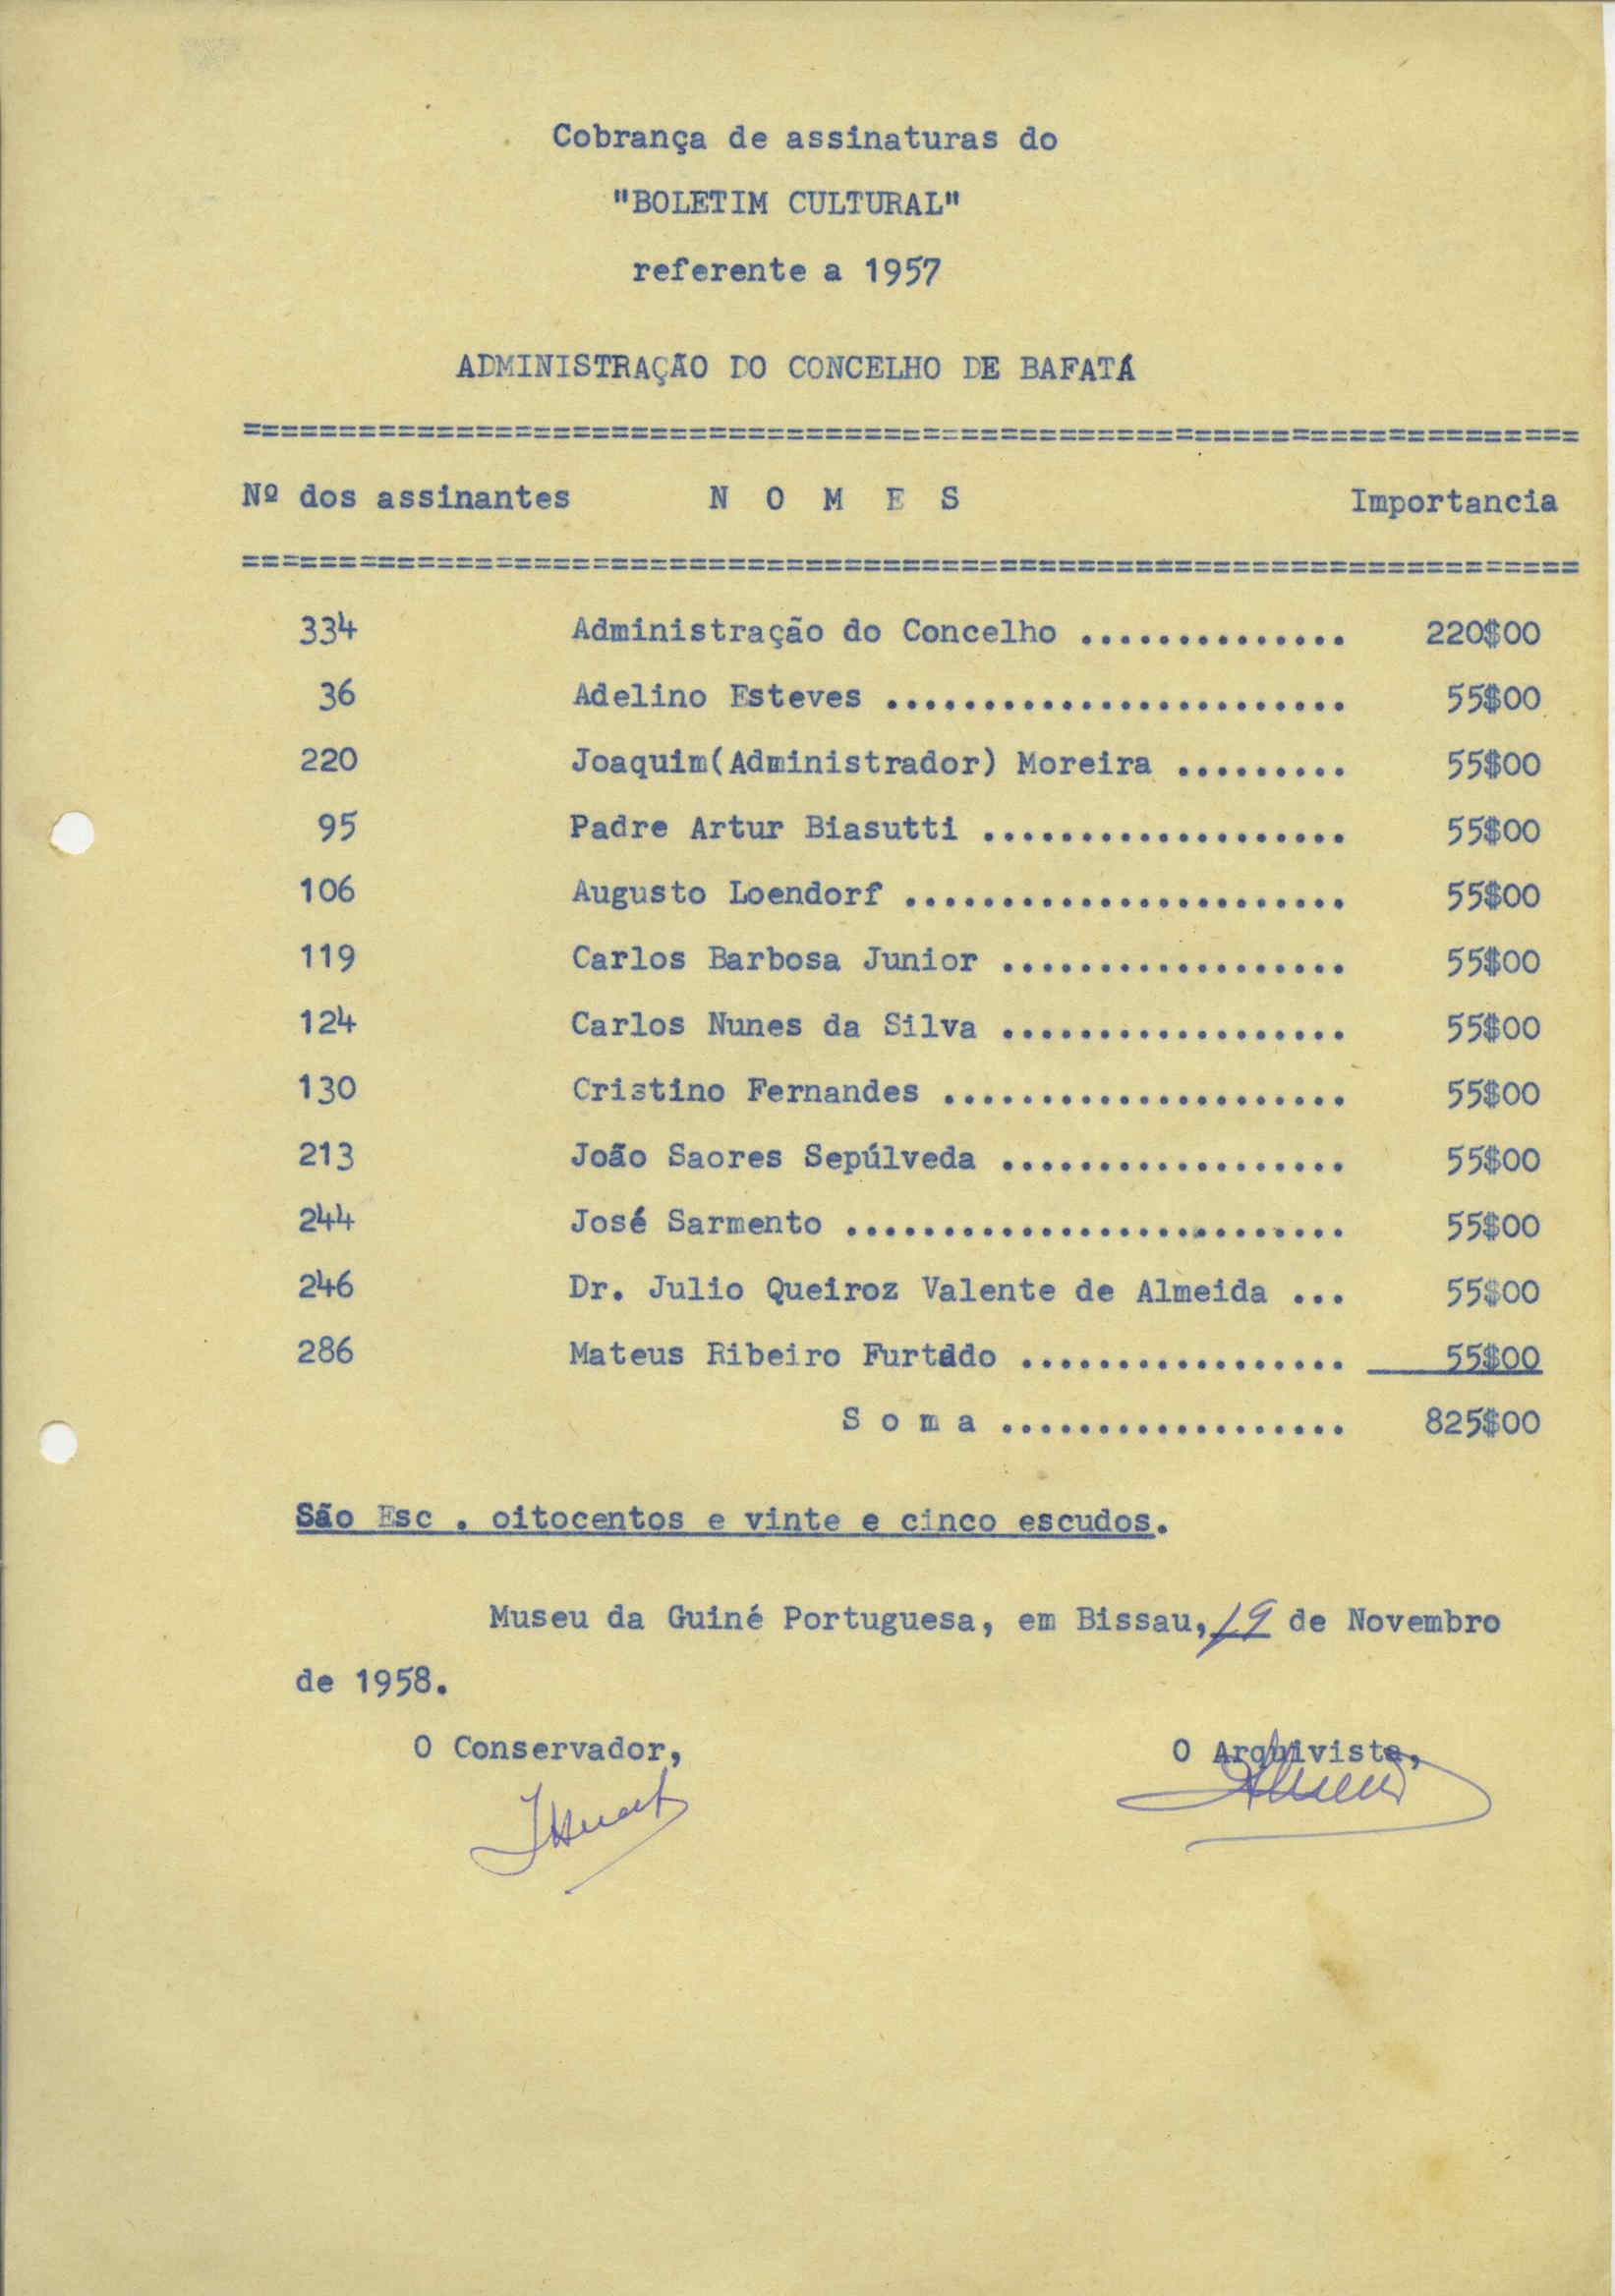 Cobrança de assinaturas do
"BOLETIM CULTURAL"
referente a 1957
ADMINISTRAÇÃO DO CONCELHO DE BAFATÁ
=====================================================================
Nº dos assinantes N O M E S Importancia
=====================================================================
334 Administração do Concelho .............. 220$00
36 Adelino Esteves ........................ 55$00
220 Joaquim(Administrador) Moreira ......... 55$00
95 Padre Artur Biasutti ................... 55$00
106 Augusto Loendorf ....................... 55$00
119 Carlos Barbosa Junior .................. 55$00
124 Carlos Nunes da Silva .................. 55$00
130 Cristino Fernandes ..................... 55$00
213 João Saores Sepúlveda .................. 55$00
244 José Sarmento .......................... 55$00
246 Dr. Julio Queiroz Valente de Almeida ... 55$00
286 Mateus Ribeiro Furtado ................. 55$00
S o m a .................. 825$00
São Esc . oitocentos e vinte e cinco escudos.
Museu da Guiné Portuguesa, em Bissau, 19 de Novembro
de 1958.
O Conservador, O Arquivista,